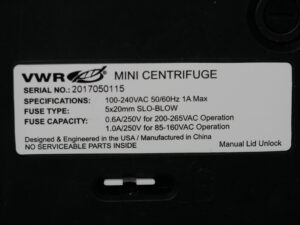 VWR MINI CENTRIFUGE
SERIAL NO.: 2017050115
SPECIFICATIONS: 100-240VAC 50/60Hz 1A Max
FUSE TYPE: 5x20mm SLO-BLOW
FUSE CAPACITY: 0.6A/250V for 200-265VAC Operation
1.0A/250V for 85-160VAC Operation
Designed & Engineered in the USA / Manufactured in China
NO SERVICEABLE PARTS INSIDE Manual Lid Unlock